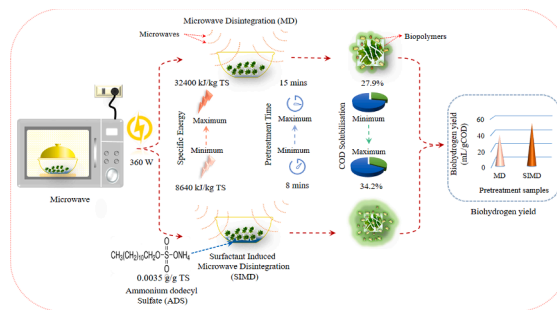 Microwave Disintegration (MD)
Microwaves
Biopolymers
32400 kJ/kg TS
15 mins
27.9%
Maximum
Maximum
Minimum
Specific Energy
Pretreatment Time
COD Solubilisation
360 W
Minimum
Minimum
Maximum
8640 kJ/kg TS
8 mins
34.2%
Microwave
Biohydrogen yield
(mL/ gCOD)
60
40
20
0
MD
SIMD
Pretreatment samples
Biohydrogen yield
CH₃(CH₂)₁₀CH₂O-S-ONH₄
O
O
0.0035 g/g TS
Ammonium dodecyl
Sulfate (ADS)
Surfactant Induced
Microwave Disintegration
(SIMD)